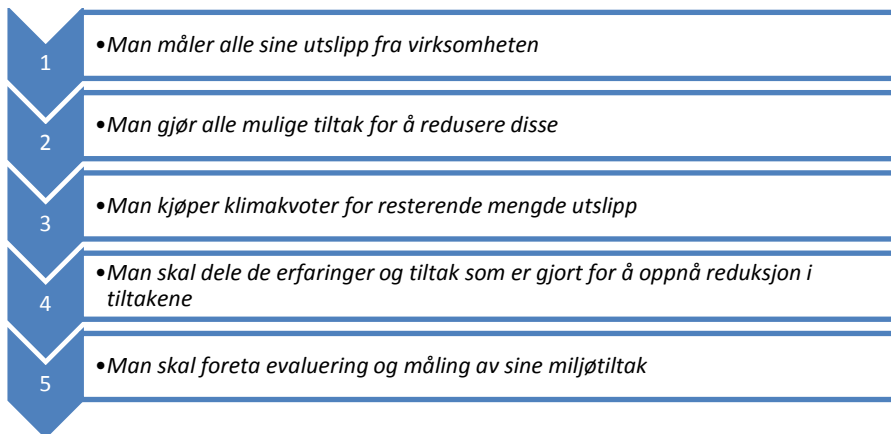 1
•Man måler alle sine utslipp fra virksomheten
2
•Man gjør alle mulige tiltak for å redusere disse
3
•Man kjøper klimakvoter for resterende mengde utslipp
4
•Man skal dele de erfaringer og tiltak som er gjort for å oppnå reduksjon i
tiltakene
5
•Man skal foreta evaluering og måling av sine miljøtiltak